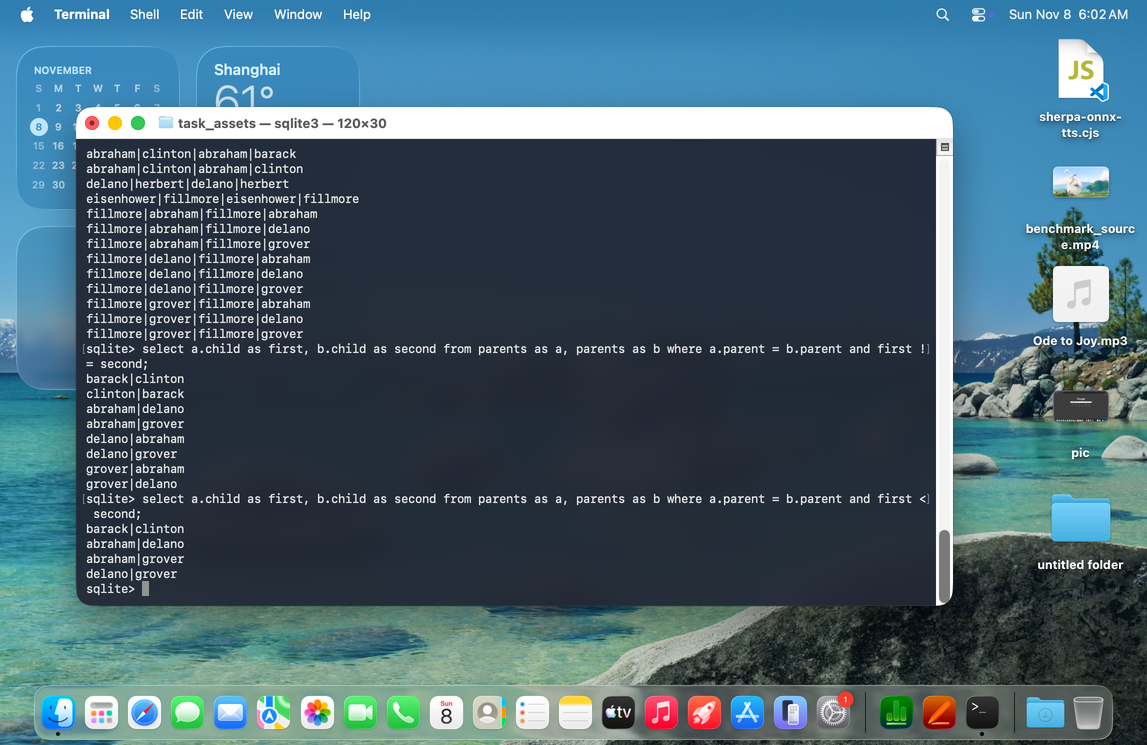 Terminal Shell Edit View Window Help Sun Nov 8 6:02 AM
NOVEMBER
S M T W T F S
1 2 3 4 5 6 7
8 9
15 16
22 23
29 30
Shanghai
61°
task_assets — sqlite3 — 120×30
abraham|clinton|abraham|barack
abraham|clinton|abraham|clinton
delano|herbert|delano|herbert
eisenhower|fillmore|eisenhower|fillmore
fillmore|abraham|fillmore|abraham
fillmore|abraham|fillmore|delano
fillmore|abraham|fillmore|grover
fillmore|delano|fillmore|abraham
fillmore|delano|fillmore|delano
fillmore|delano|fillmore|grover
fillmore|grover|fillmore|abraham
fillmore|grover|fillmore|delano
fillmore|grover|fillmore|grover
[sqlite> select a.child as first, b.child as second from parents as a, parents as b where a.parent = b.parent and first !]
= second;
barack|clinton
clinton|barack
abraham|delano
abraham|grover
delano|abraham
delano|grover
grover|abraham
grover|delano
[sqlite> select a.child as first, b.child as second from parents as a, parents as b where a.parent = b.parent and first <]
second;
barack|clinton
abraham|delano
abraham|grover
delano|grover
sqlite>
JS
sherpa-onnx-
tts.cjs
benchmark_sourc
e.mp4
Ode to Joy.mp3
pic
untitled folder
Sun
8
tv
1
>_